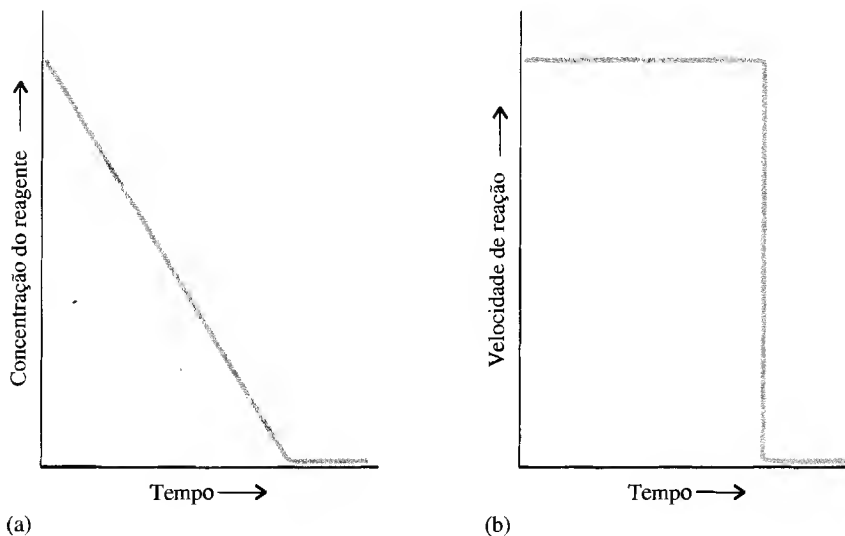 Concentração do reagente
Tempo
(a)
Velocidade de reação
Tempo
(b)